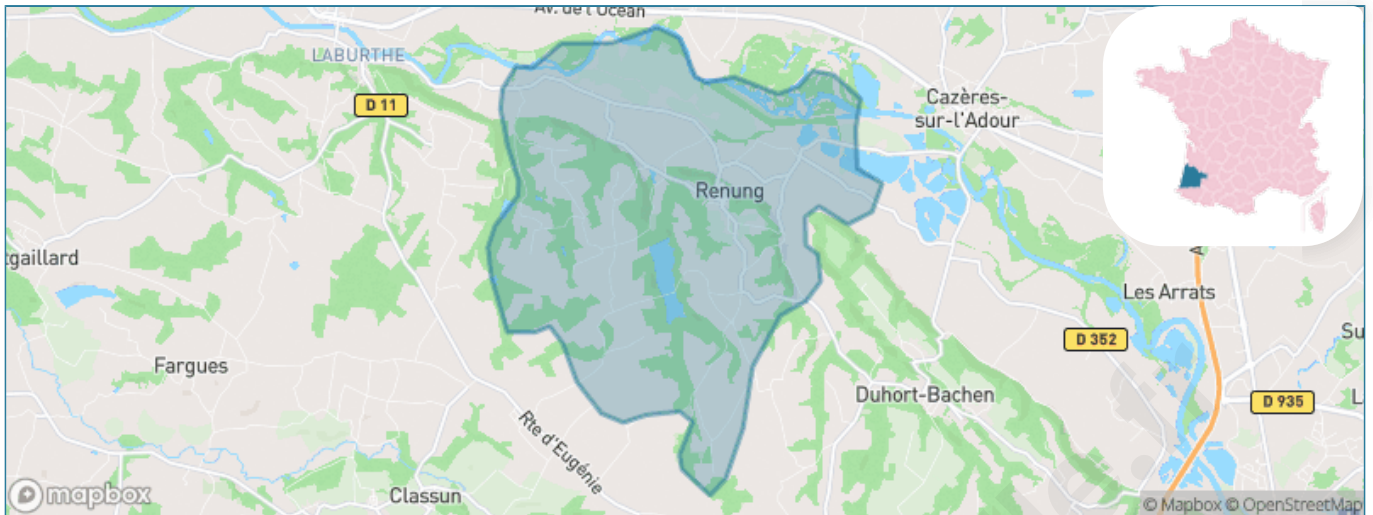 Av. de l'Océan
LABURTHE
D 11
Cazères-
sur-l'Adour
Renung
tgaillard
Les Arrats
Su
D 352
Fargues
Duhort-Bachen
D 935
L
Rte d'Eugénie
Classun
A
mapbox
© Mapbox © OpenStreetMap